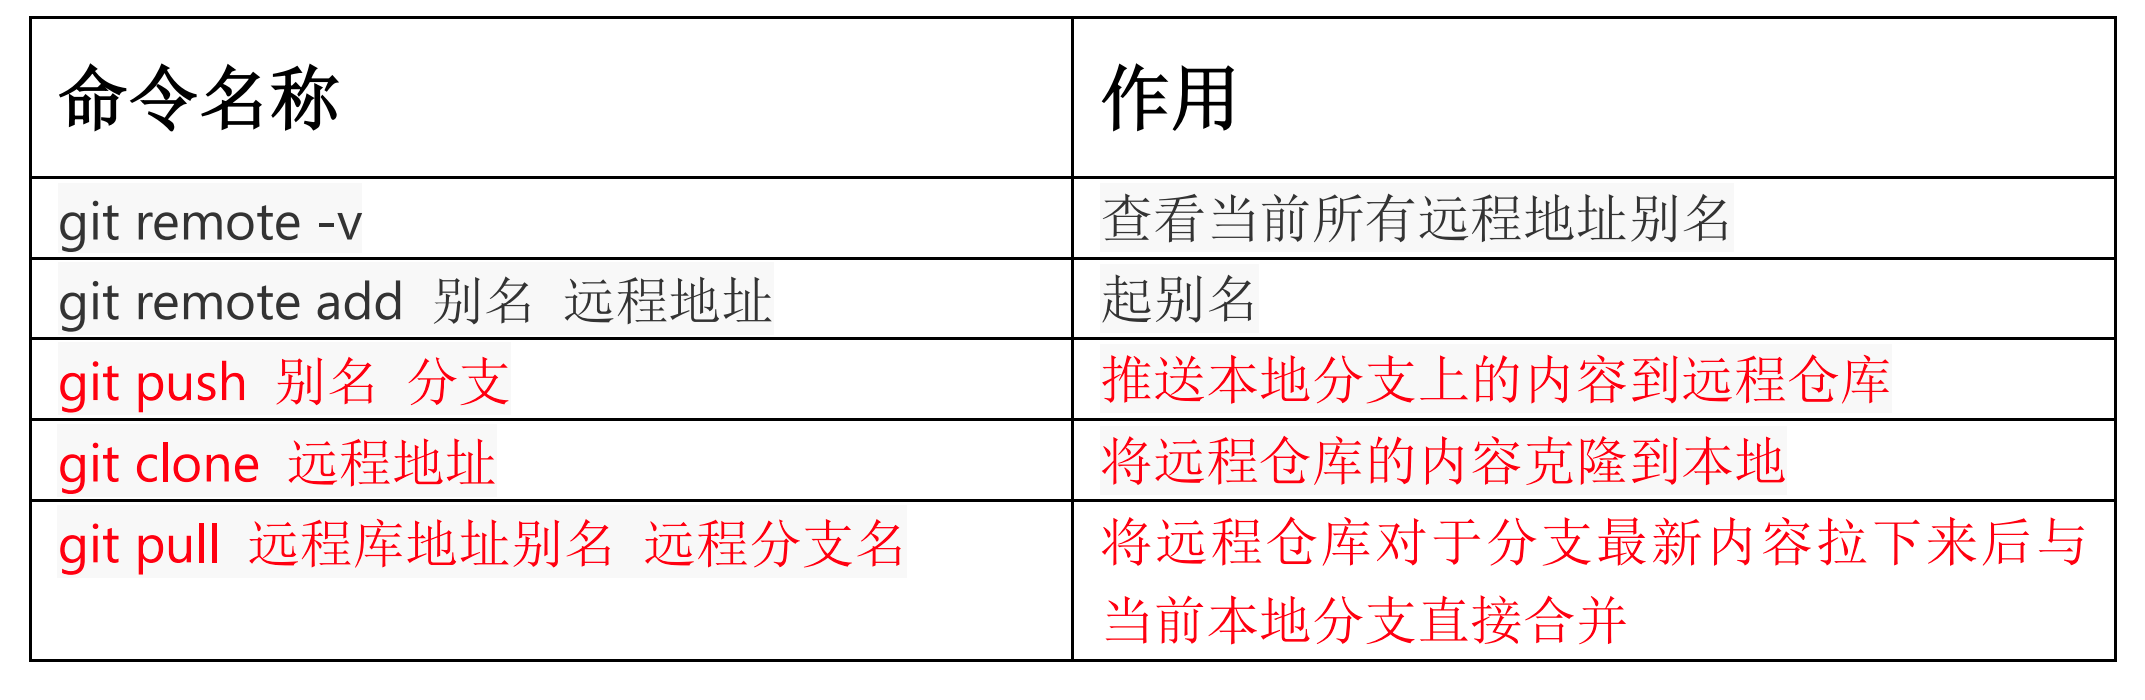 命令名称 作用
git remote -v 查看当前所有远程地址别名
git remote add 别名 远程地址 起别名
git push 别名 分支 推送本地分支上的内容到远程仓库
git clone 远程地址 将远程仓库的内容克隆到本地
git pull 远程库地址别名 远程分支名 将远程仓库对于分支最新内容拉下来后与
当前本地分支直接合并